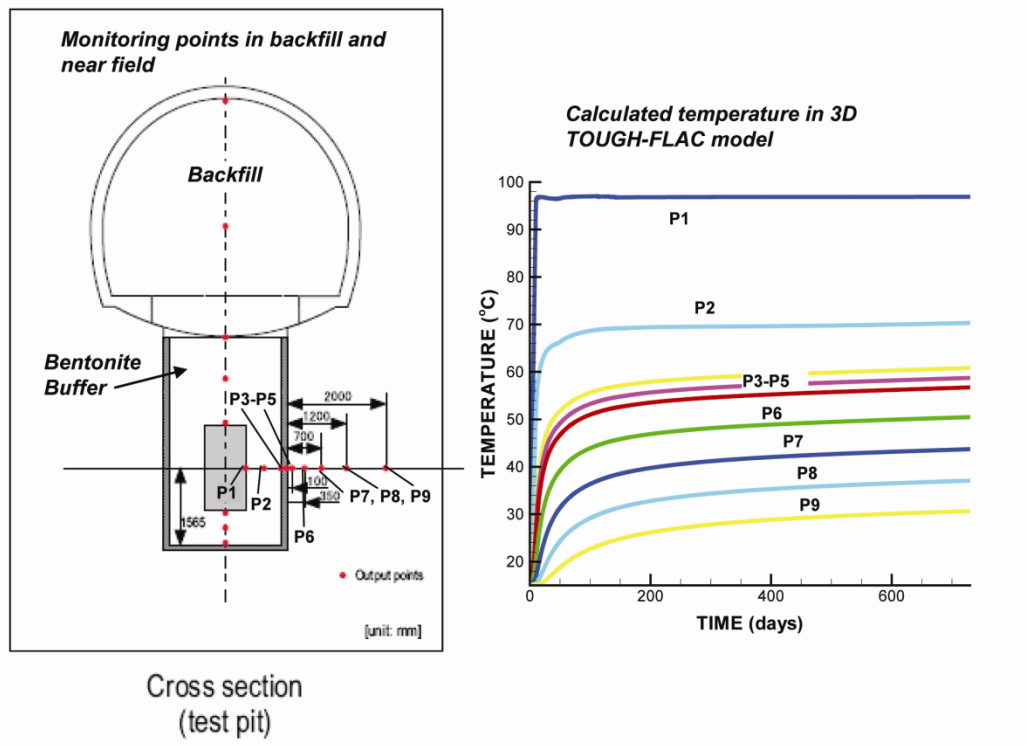 Monitoring points in backfill and
near field
Backfill
Bentonite
Buffer
P3-P5
2000
1200
700
P1
P2
100
350
P7, P8, P9
P6
1565
Output points
[unit: mm]
Cross section
(test pit)
Calculated temperature in 3D
TOUGH-FLAC model
TEMPERATURE (°C)
100
90
80
70
60
50
40
30
20
P1
P2
P3-P5
P6
P7
P8
P9
0
200
400
600
TIME (days)